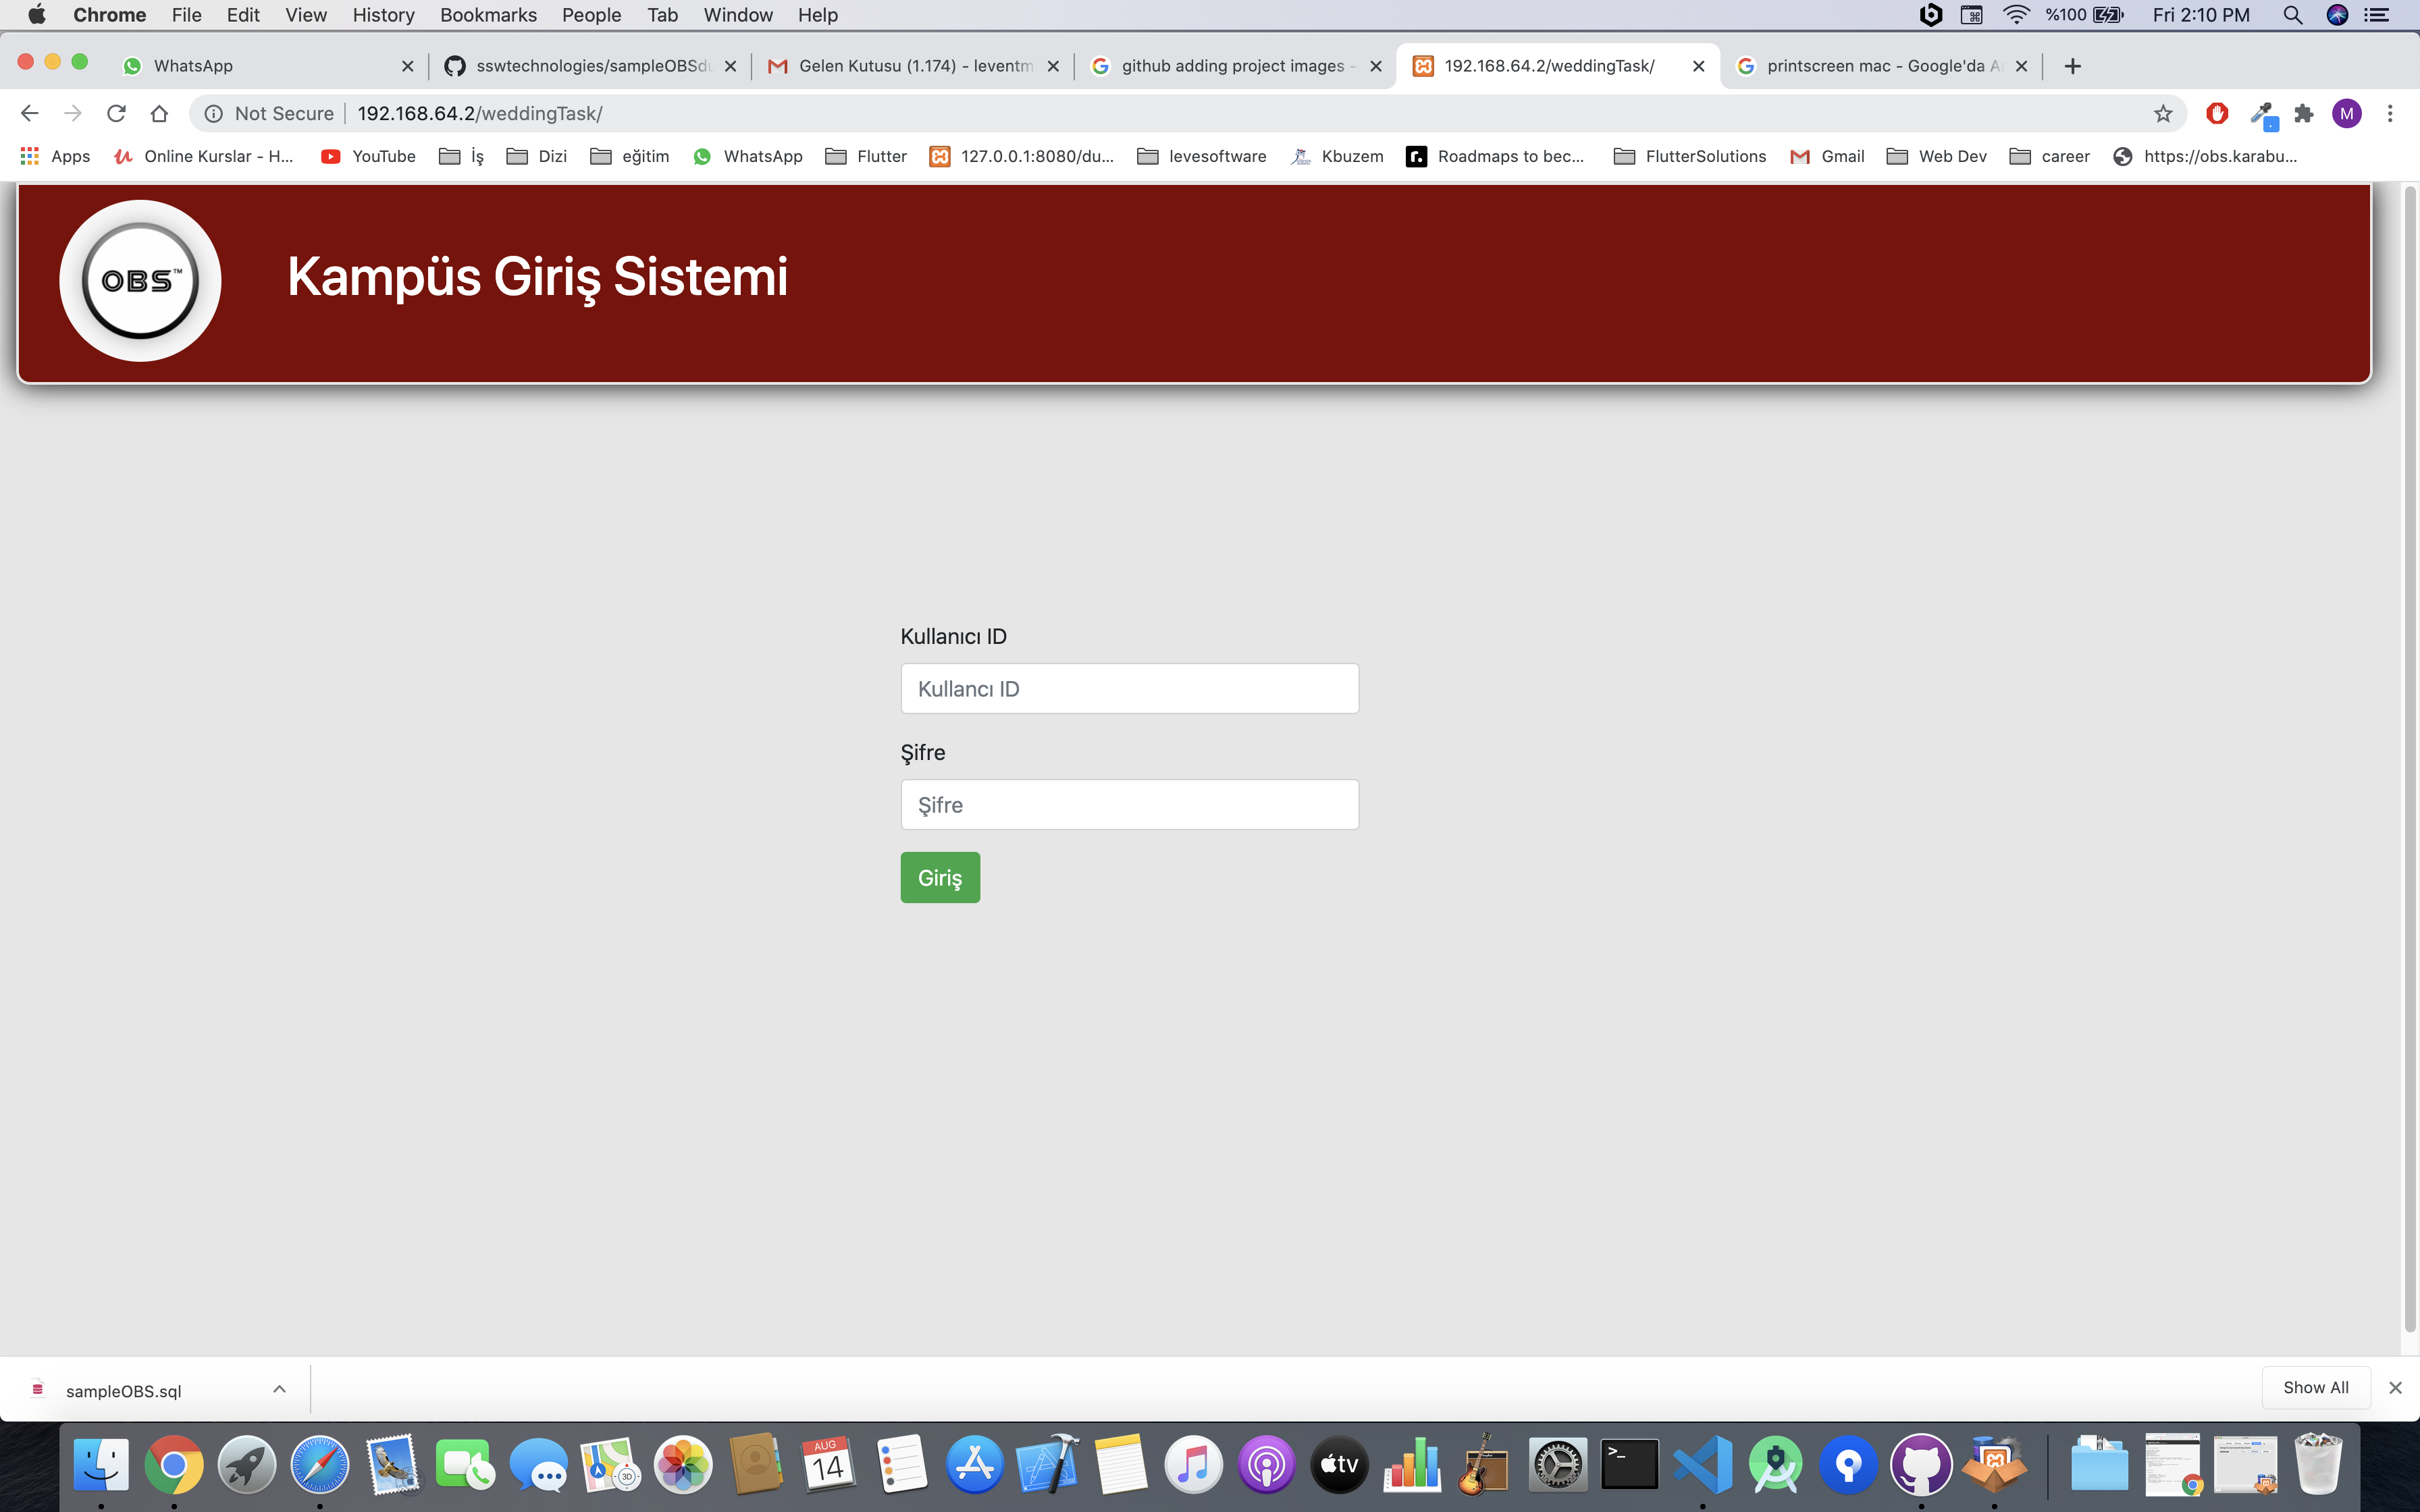 Chrome File Edit View History Bookmarks People Tab Window Help %100 Fri 2:10 PM
WhatsApp sswtechnologies/sampleOBSdu Gelen Kutusu (1.174) - leventm github adding project images - 192.168.64.2/weddingTask/ printscreen mac - Google'da A
Not Secure 192.168.64.2/weddingTask/ M
Apps Online Kurslar - H... YouTube İş Dizi eğitim WhatsApp Flutter 127.0.0.1:8080/du... levesoftware Kbuzem r. Roadmaps to bec... FlutterSolutions Gmail Web Dev career https://obs.karabu...
OBS™
Kampüs Giriş Sistemi
Kullanıcı ID
Kullancı ID
Şifre
Şifre
Giriş
sampleOBS.sql Show All
AUG
14
3D
tv
>_